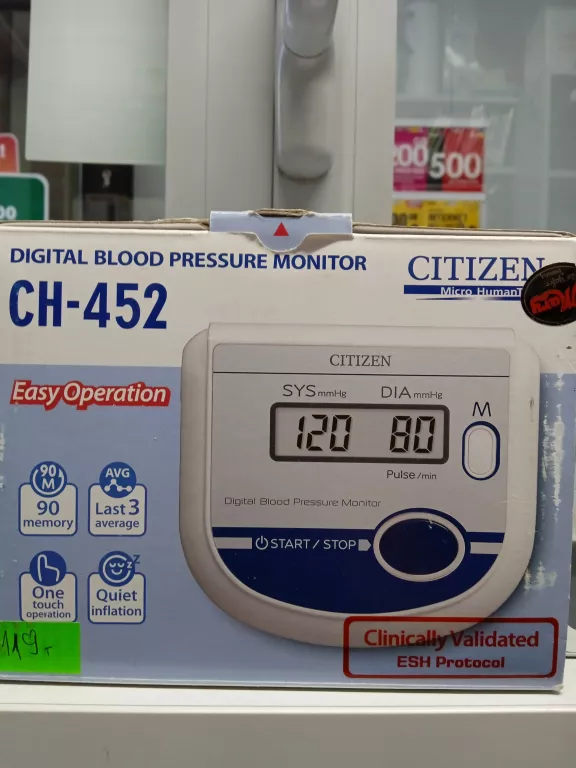 200 500
DIGITAL BLOOD PRESSURE MONITOR
CH-452
CITIZEN
Micro Human
Easy Operation
90
M
90
memory
AVG
Last 3
average
One
touch
operation
Quiet
inflation
CITIZEN
SYS mmHg DIA mmHg
120 80
M
Pulse/min
Digital Blood Pressure Monitor
START / STOP
Clinically Validated
ESH Protocol